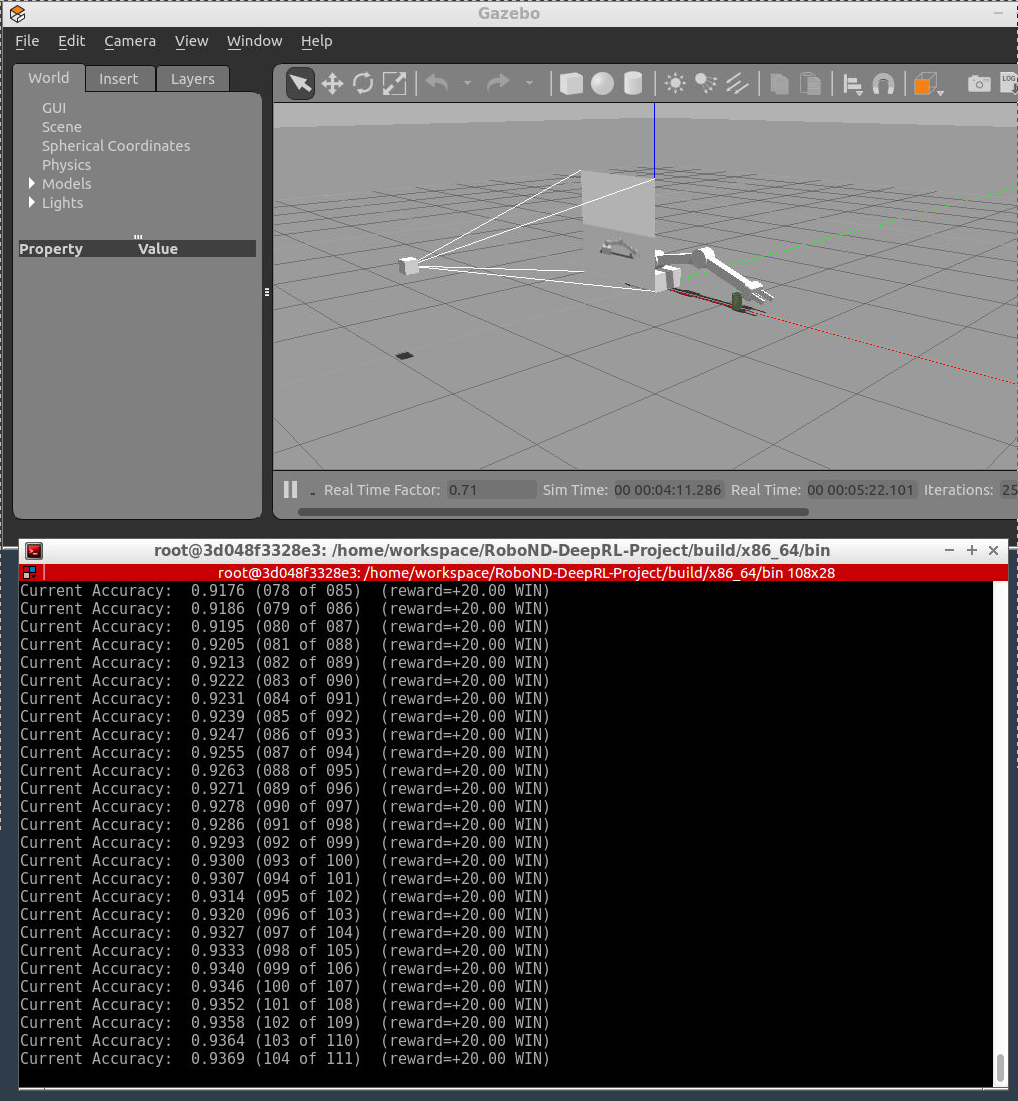 Gazebo
File Edit Camera View Window Help
World Insert Layers
GUI
Scene
Spherical Coordinates
Physics
Models
Lights
Property Value
LOG
Real Time Factor: 0.71 Sim Time: 00 00:04:11.286 Real Time: 00 00:05:22.101 Iterations: 25
root@3d048f3328e3: /home/workspace/RoboND-DeepRL-Project/build/x86_64/bin
root@3d048f3328e3: /home/workspace/RoboND-DeepRL-Project/build/x86_64/bin 108x28
Current Accuracy: 0.9176 (078 of 085) (reward=+20.00 WIN)
Current Accuracy: 0.9186 (079 of 086) (reward=+20.00 WIN)
Current Accuracy: 0.9195 (080 of 087) (reward=+20.00 WIN)
Current Accuracy: 0.9205 (081 of 088) (reward=+20.00 WIN)
Current Accuracy: 0.9213 (082 of 089) (reward=+20.00 WIN)
Current Accuracy: 0.9222 (083 of 090) (reward=+20.00 WIN)
Current Accuracy: 0.9231 (084 of 091) (reward=+20.00 WIN)
Current Accuracy: 0.9239 (085 of 092) (reward=+20.00 WIN)
Current Accuracy: 0.9247 (086 of 093) (reward=+20.00 WIN)
Current Accuracy: 0.9255 (087 of 094) (reward=+20.00 WIN)
Current Accuracy: 0.9263 (088 of 095) (reward=+20.00 WIN)
Current Accuracy: 0.9271 (089 of 096) (reward=+20.00 WIN)
Current Accuracy: 0.9278 (090 of 097) (reward=+20.00 WIN)
Current Accuracy: 0.9286 (091 of 098) (reward=+20.00 WIN)
Current Accuracy: 0.9293 (092 of 099) (reward=+20.00 WIN)
Current Accuracy: 0.9300 (093 of 100) (reward=+20.00 WIN)
Current Accuracy: 0.9307 (094 of 101) (reward=+20.00 WIN)
Current Accuracy: 0.9314 (095 of 102) (reward=+20.00 WIN)
Current Accuracy: 0.9320 (096 of 103) (reward=+20.00 WIN)
Current Accuracy: 0.9327 (097 of 104) (reward=+20.00 WIN)
Current Accuracy: 0.9333 (098 of 105) (reward=+20.00 WIN)
Current Accuracy: 0.9340 (099 of 106) (reward=+20.00 WIN)
Current Accuracy: 0.9346 (100 of 107) (reward=+20.00 WIN)
Current Accuracy: 0.9352 (101 of 108) (reward=+20.00 WIN)
Current Accuracy: 0.9358 (102 of 109) (reward=+20.00 WIN)
Current Accuracy: 0.9364 (103 of 110) (reward=+20.00 WIN)
Current Accuracy: 0.9369 (104 of 111) (reward=+20.00 WIN)